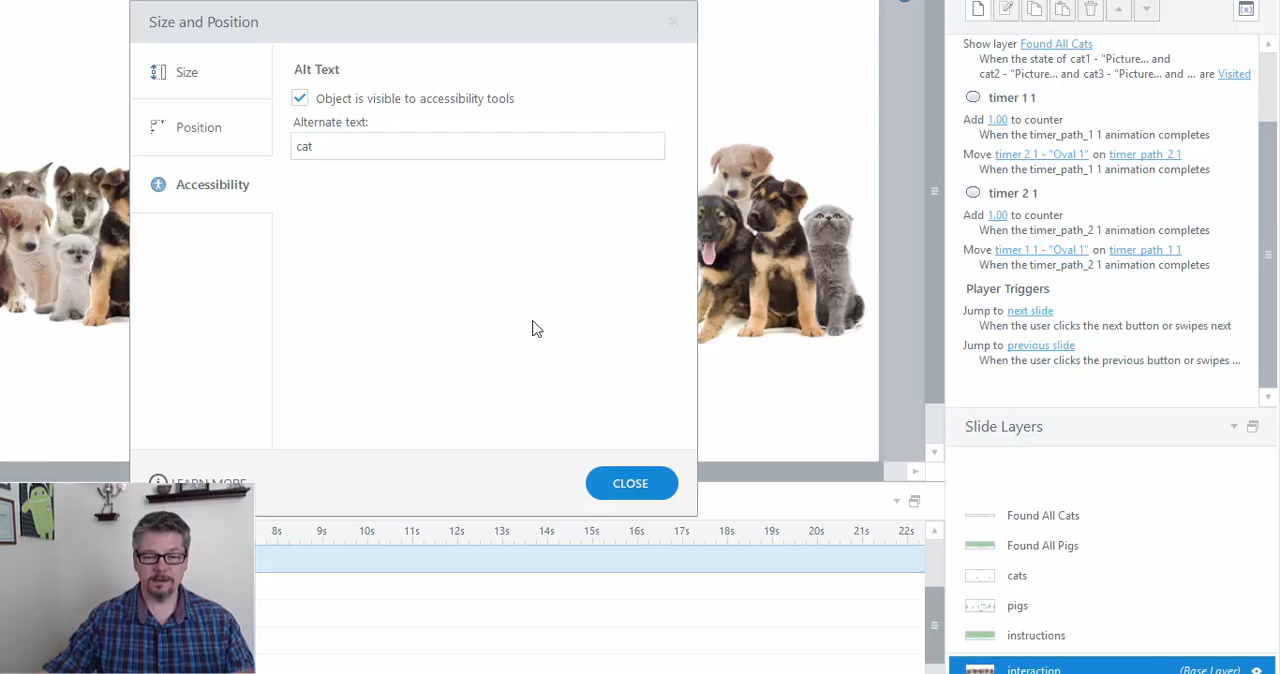 Size and Position
Size
Position
Accessibility
Alt Text
Object is visible to accessibility tools
Alternate text:
cat
LEARN MORE
CLOSE
8s 9s 10s 11s 12s 13s 14s 15s 16s 17s 18s 19s 20s 21s 22s
Show layer Found All Cats
When the state of cat1 - "Picture... and
cat2 - "Picture... and cat3 - "Picture... and ... are Visited
timer 1 1
Add 1.00 to counter
When the timer_path_1 1 animation completes
Move timer 2 1 - "Oval 1" on timer_path_2 1
When the timer_path_1 1 animation completes
timer 2 1
Add 1.00 to counter
When the timer_path_2 1 animation completes
Move timer 1 1 - "Oval 1" on timer_path_1 1
When the timer_path_2 1 animation completes
Player Triggers
Jump to next slide
When the user clicks the next button or swipes next
Jump to previous slide
When the user clicks the previous button or swipes ...
Slide Layers
Found All Cats
Found All Pigs
cats
pigs
instructions
interaction (Base Layer)